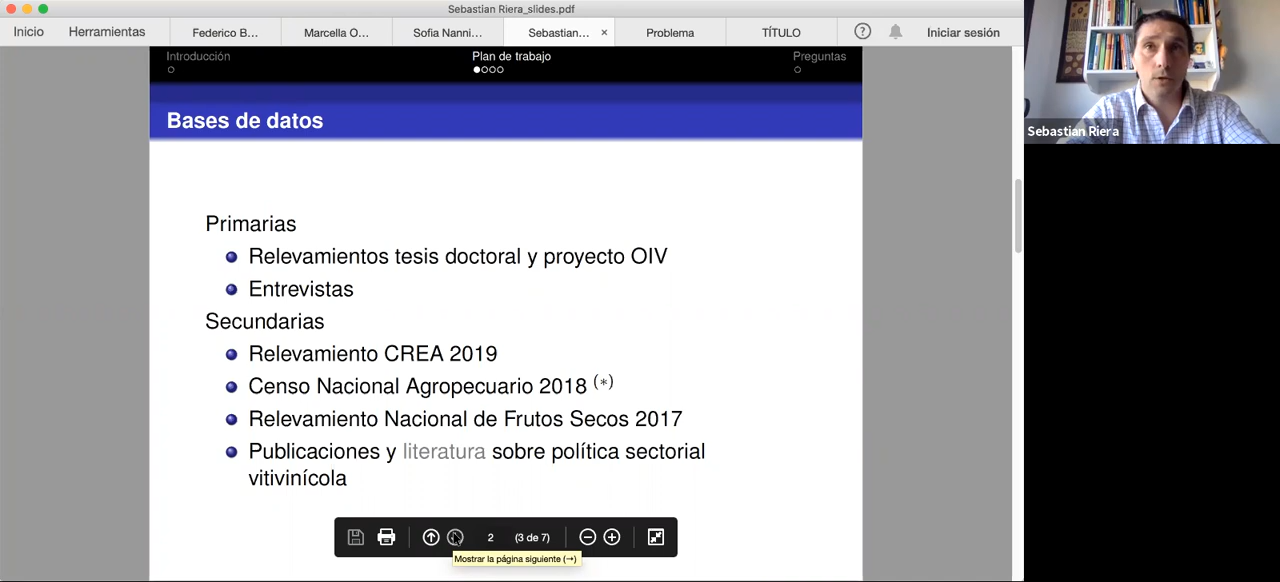 Sebastian Riera_slides.pdf
Inicio Herramientas Federico B... Marcella O... Sofia Nanni... Sebastian... × Problema TÍTULO ? Iniciar sesión
Introducción Plan de trabajo Preguntas
Bases de datos
Primarias
Relevamientos tesis doctoral y proyecto OIV
Entrevistas
Secundarias
Relevamiento CREA 2019
Censo Nacional Agropecuario 2018 (*)
Relevamiento Nacional de Frutos Secos 2017
Publicaciones y literatura sobre política sectorial
vitivinícola
2 (3 de 7)
Mostrar la página siguiente (→)
Sebastian Riera